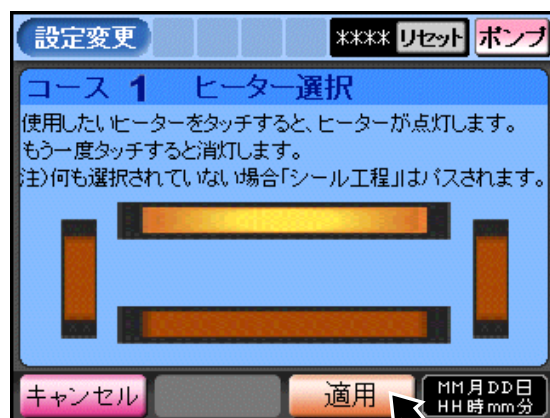 設定変更 **** リセット ポンプ
コース 1 ヒーター選択
使用したいヒーターをタッチすると、ヒーターが点灯します。
もう一度タッチすると消灯します。
注)何も選択されていない場合「シール工程」はパスされます。
キャンセル 適用 MM月DD日
HH時mm分